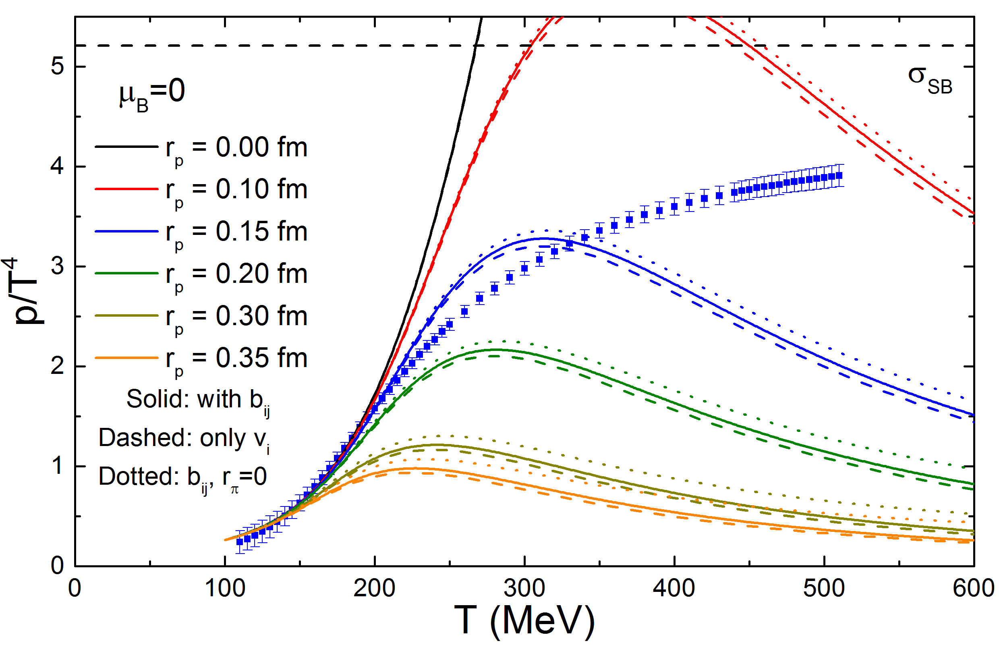 p/T⁴
5
4
3
2
1
0
μB=0
σSB
rp = 0.00 fm
rp = 0.10 fm
rp = 0.15 fm
rp = 0.20 fm
rp = 0.30 fm
rp = 0.35 fm
Solid: with bij
Dashed: only vi
Dotted: bij, rπ=0
0 100 200 300 400 500 600
T (MeV)